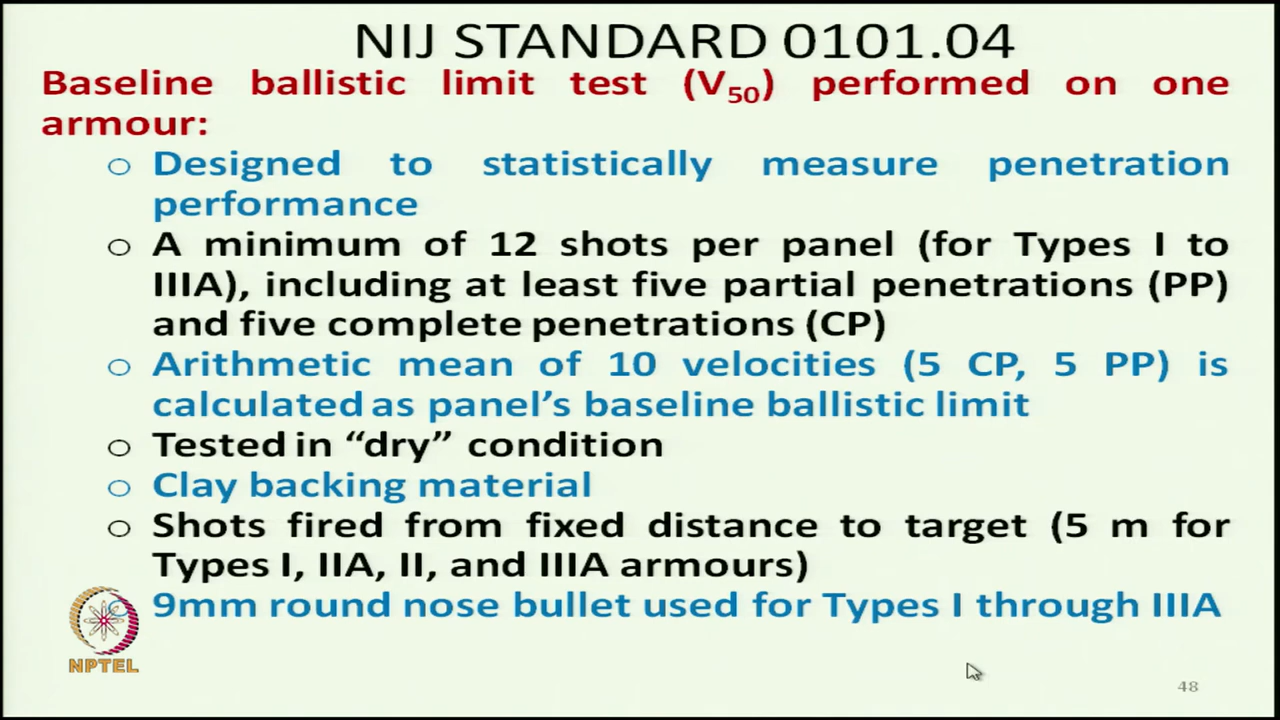 NIJ STANDARD 0101.04
Baseline ballistic limit test (V50) performed on one
armour:
○ Designed to statistically measure penetration
performance
○ A minimum of 12 shots per panel (for Types I to
IIIA), including at least five partial penetrations (PP)
and five complete penetrations (CP)
○ Arithmetic mean of 10 velocities (5 CP, 5 PP) is
calculated as panel’s baseline ballistic limit
○ Tested in “dry” condition
○ Clay backing material
○ Shots fired from fixed distance to target (5 m for
Types I, IIA, II, and IIIA armours)
○ 9mm round nose bullet used for Types I through IIIA
NPTEL
48